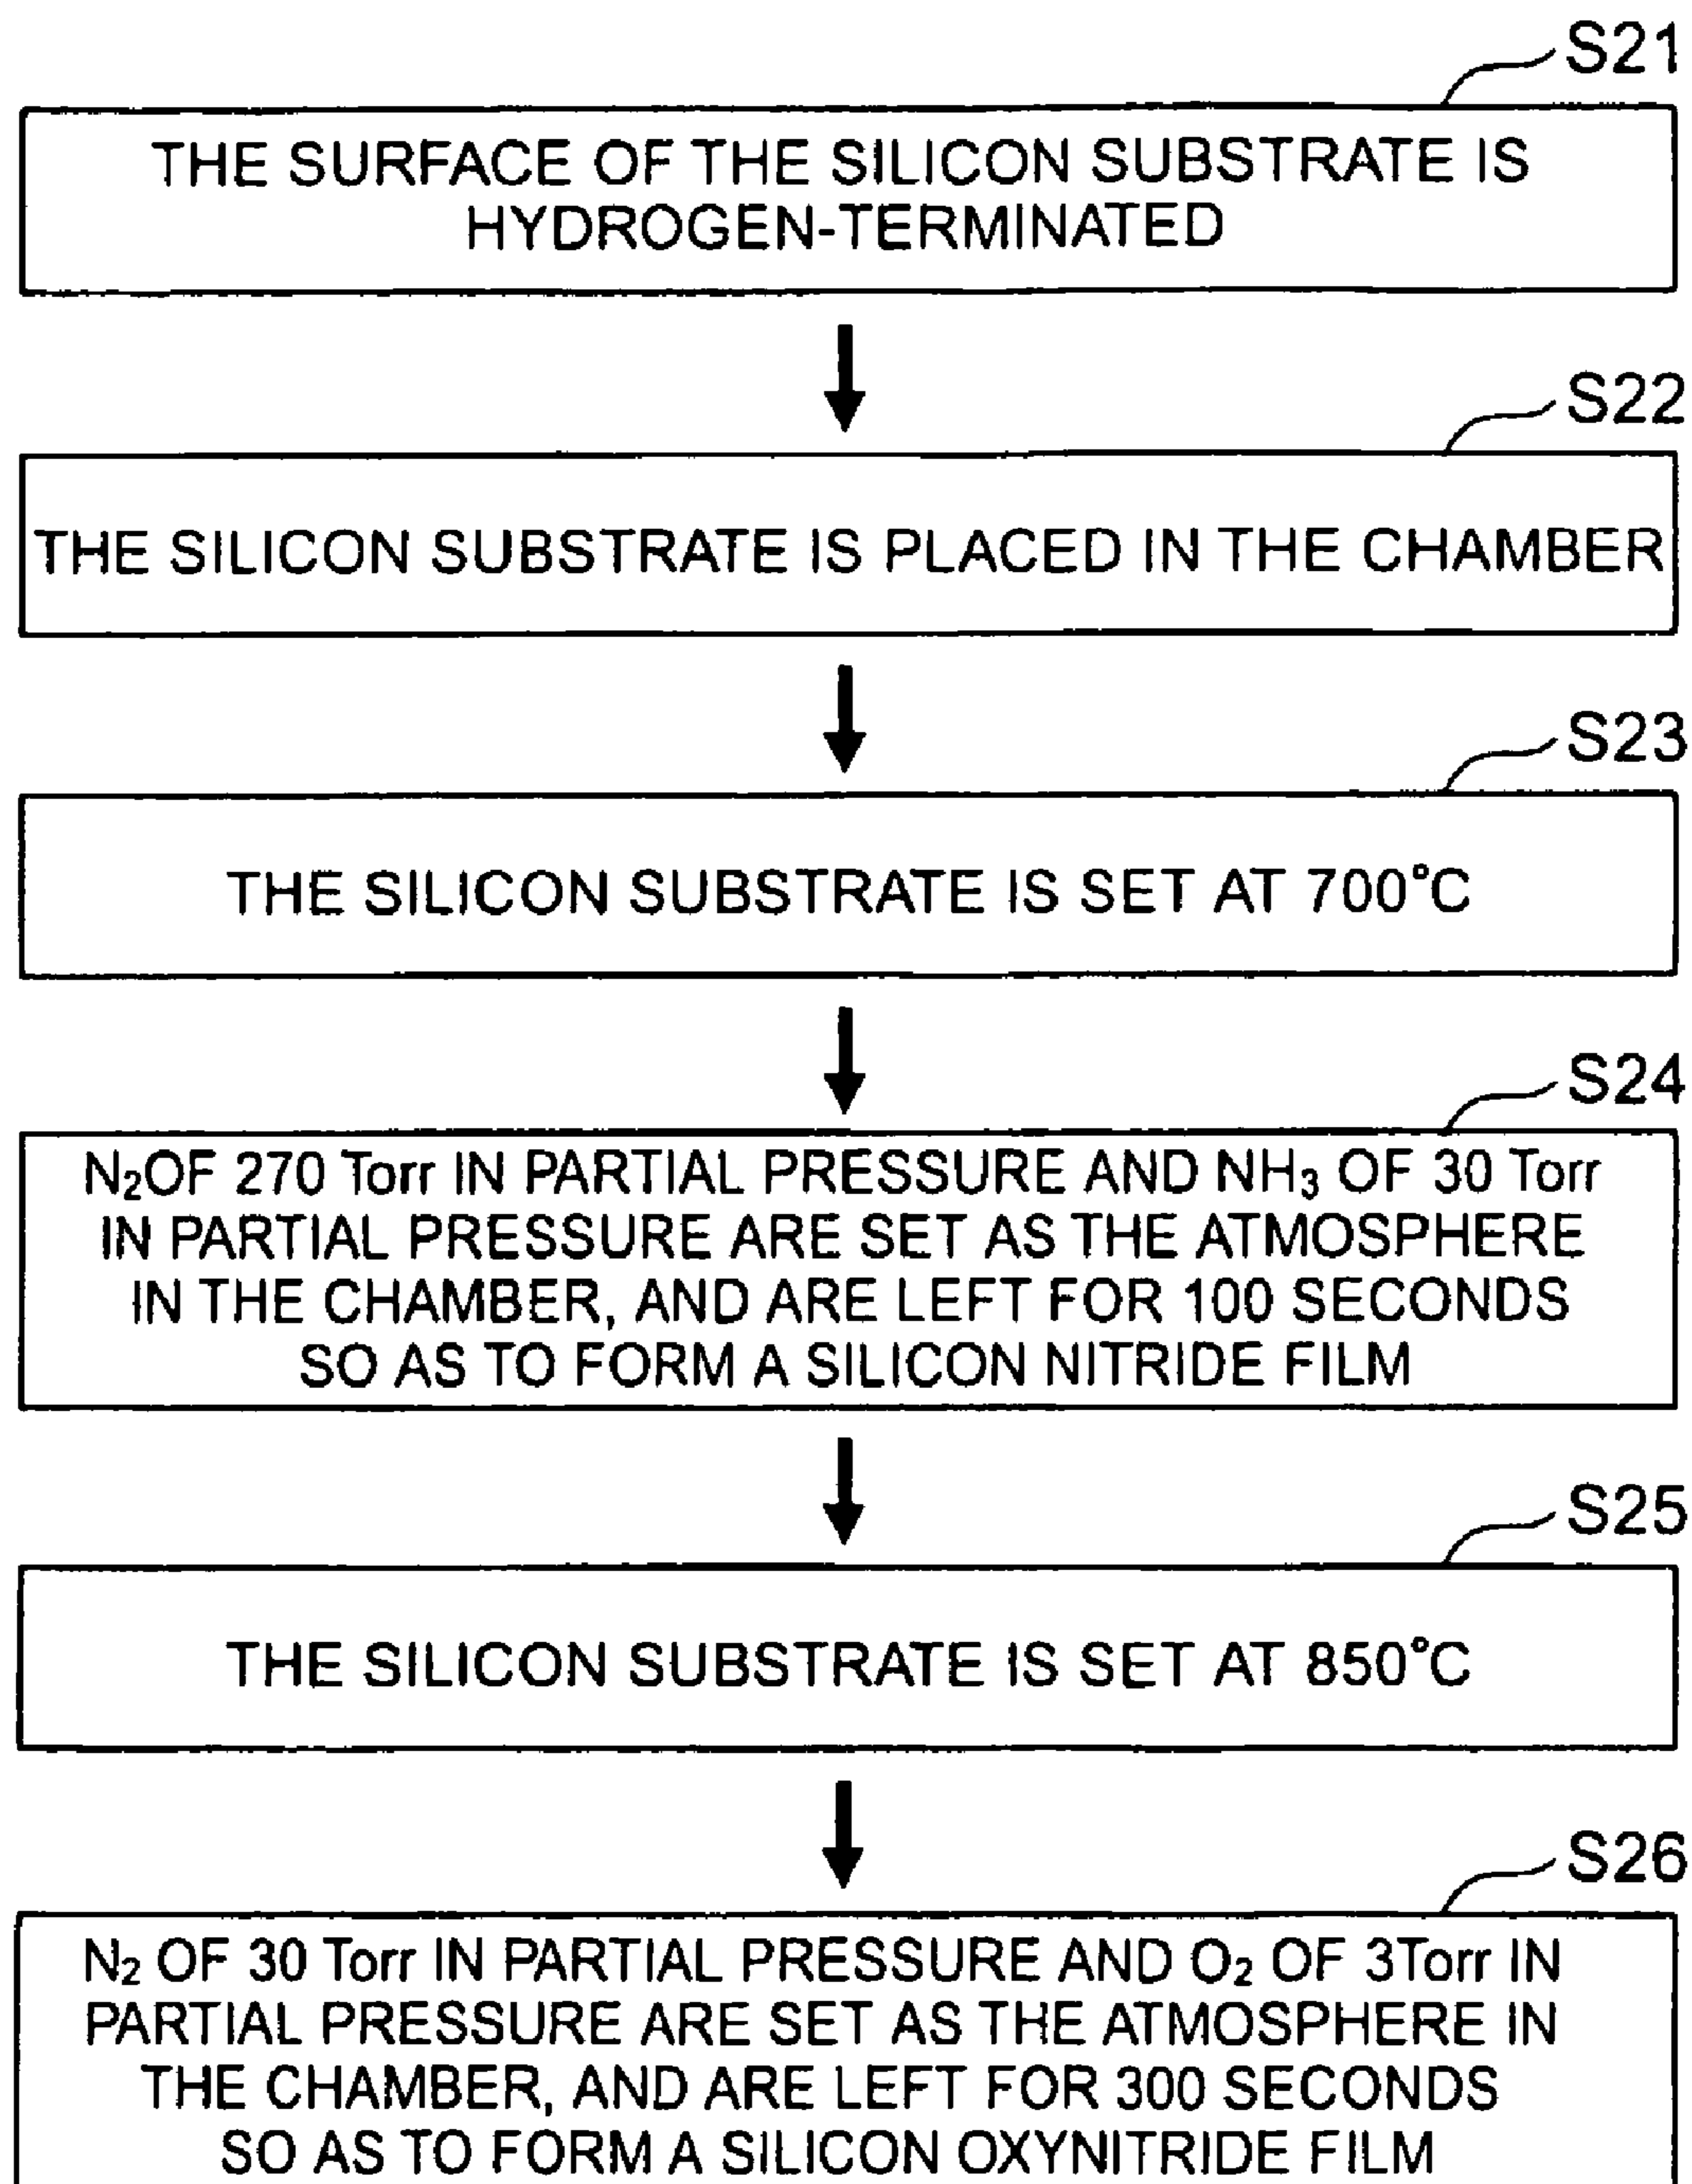 S21
THE SURFACE OF THE SILICON SUBSTRATE IS
HYDROGEN-TERMINATED
S22
THE SILICON SUBSTRATE IS PLACED IN THE CHAMBER
S23
THE SILICON SUBSTRATE IS SET AT 700°C
S24
N₂OF 270 Torr IN PARTIAL PRESSURE AND NH₃ OF 30 Torr
IN PARTIAL PRESSURE ARE SET AS THE ATMOSPHERE
IN THE CHAMBER, AND ARE LEFT FOR 100 SECONDS
SO AS TO FORM A SILICON NITRIDE FILM
S25
THE SILICON SUBSTRATE IS SET AT 850°C
S26
N₂ OF 30 Torr IN PARTIAL PRESSURE AND O₂ OF 3Torr IN
PARTIAL PRESSURE ARE SET AS THE ATMOSPHERE IN
THE CHAMBER, AND ARE LEFT FOR 300 SECONDS
SO AS TO FORM A SILICON OXYNITRIDE FILM